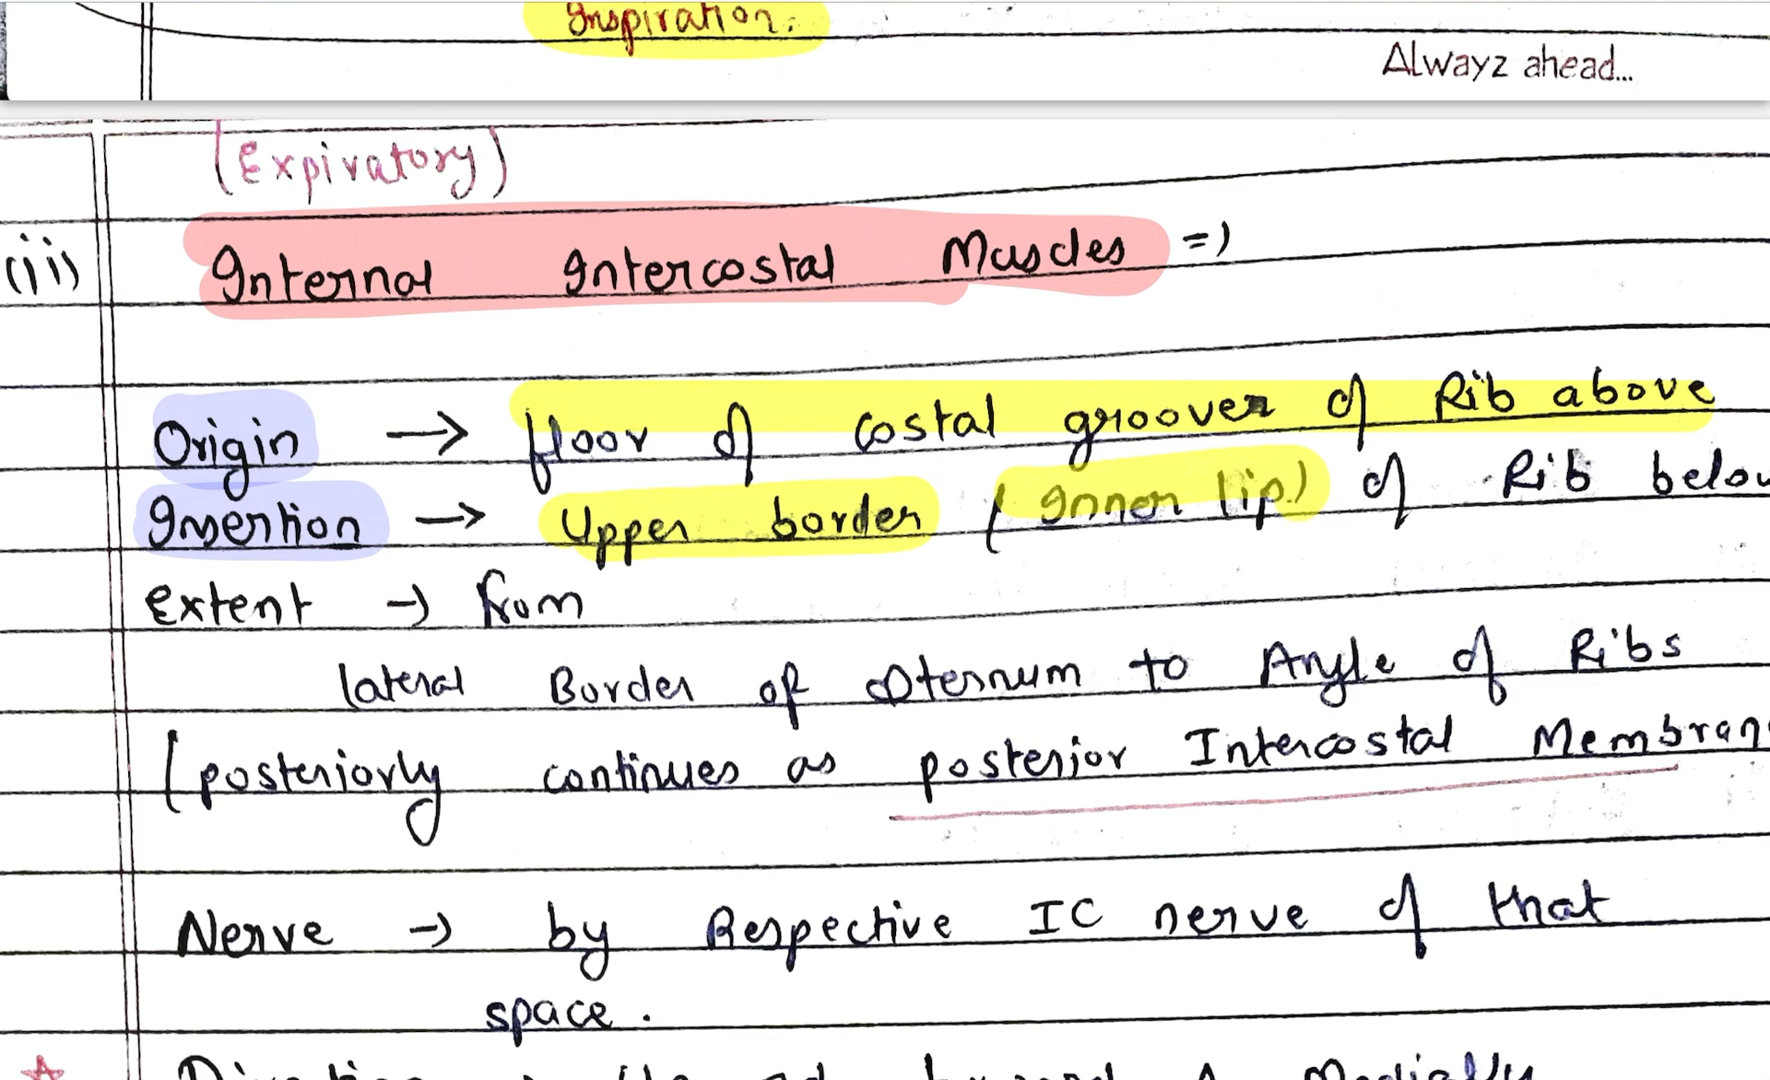 Inspiration.
Alwayz ahead...
(Expiratory)
(ii) Internal Intercostal Muscles =)
Origin → floor of costal groover of Rib above
Insertion → Upper border (Inner lip) of Rib below
Extent → from
lateral Border of Sternum to Angle of Ribs
(posteriorly continues as posterior Intercostal Membran
Nerve → by Respective IC nerve of that
space.